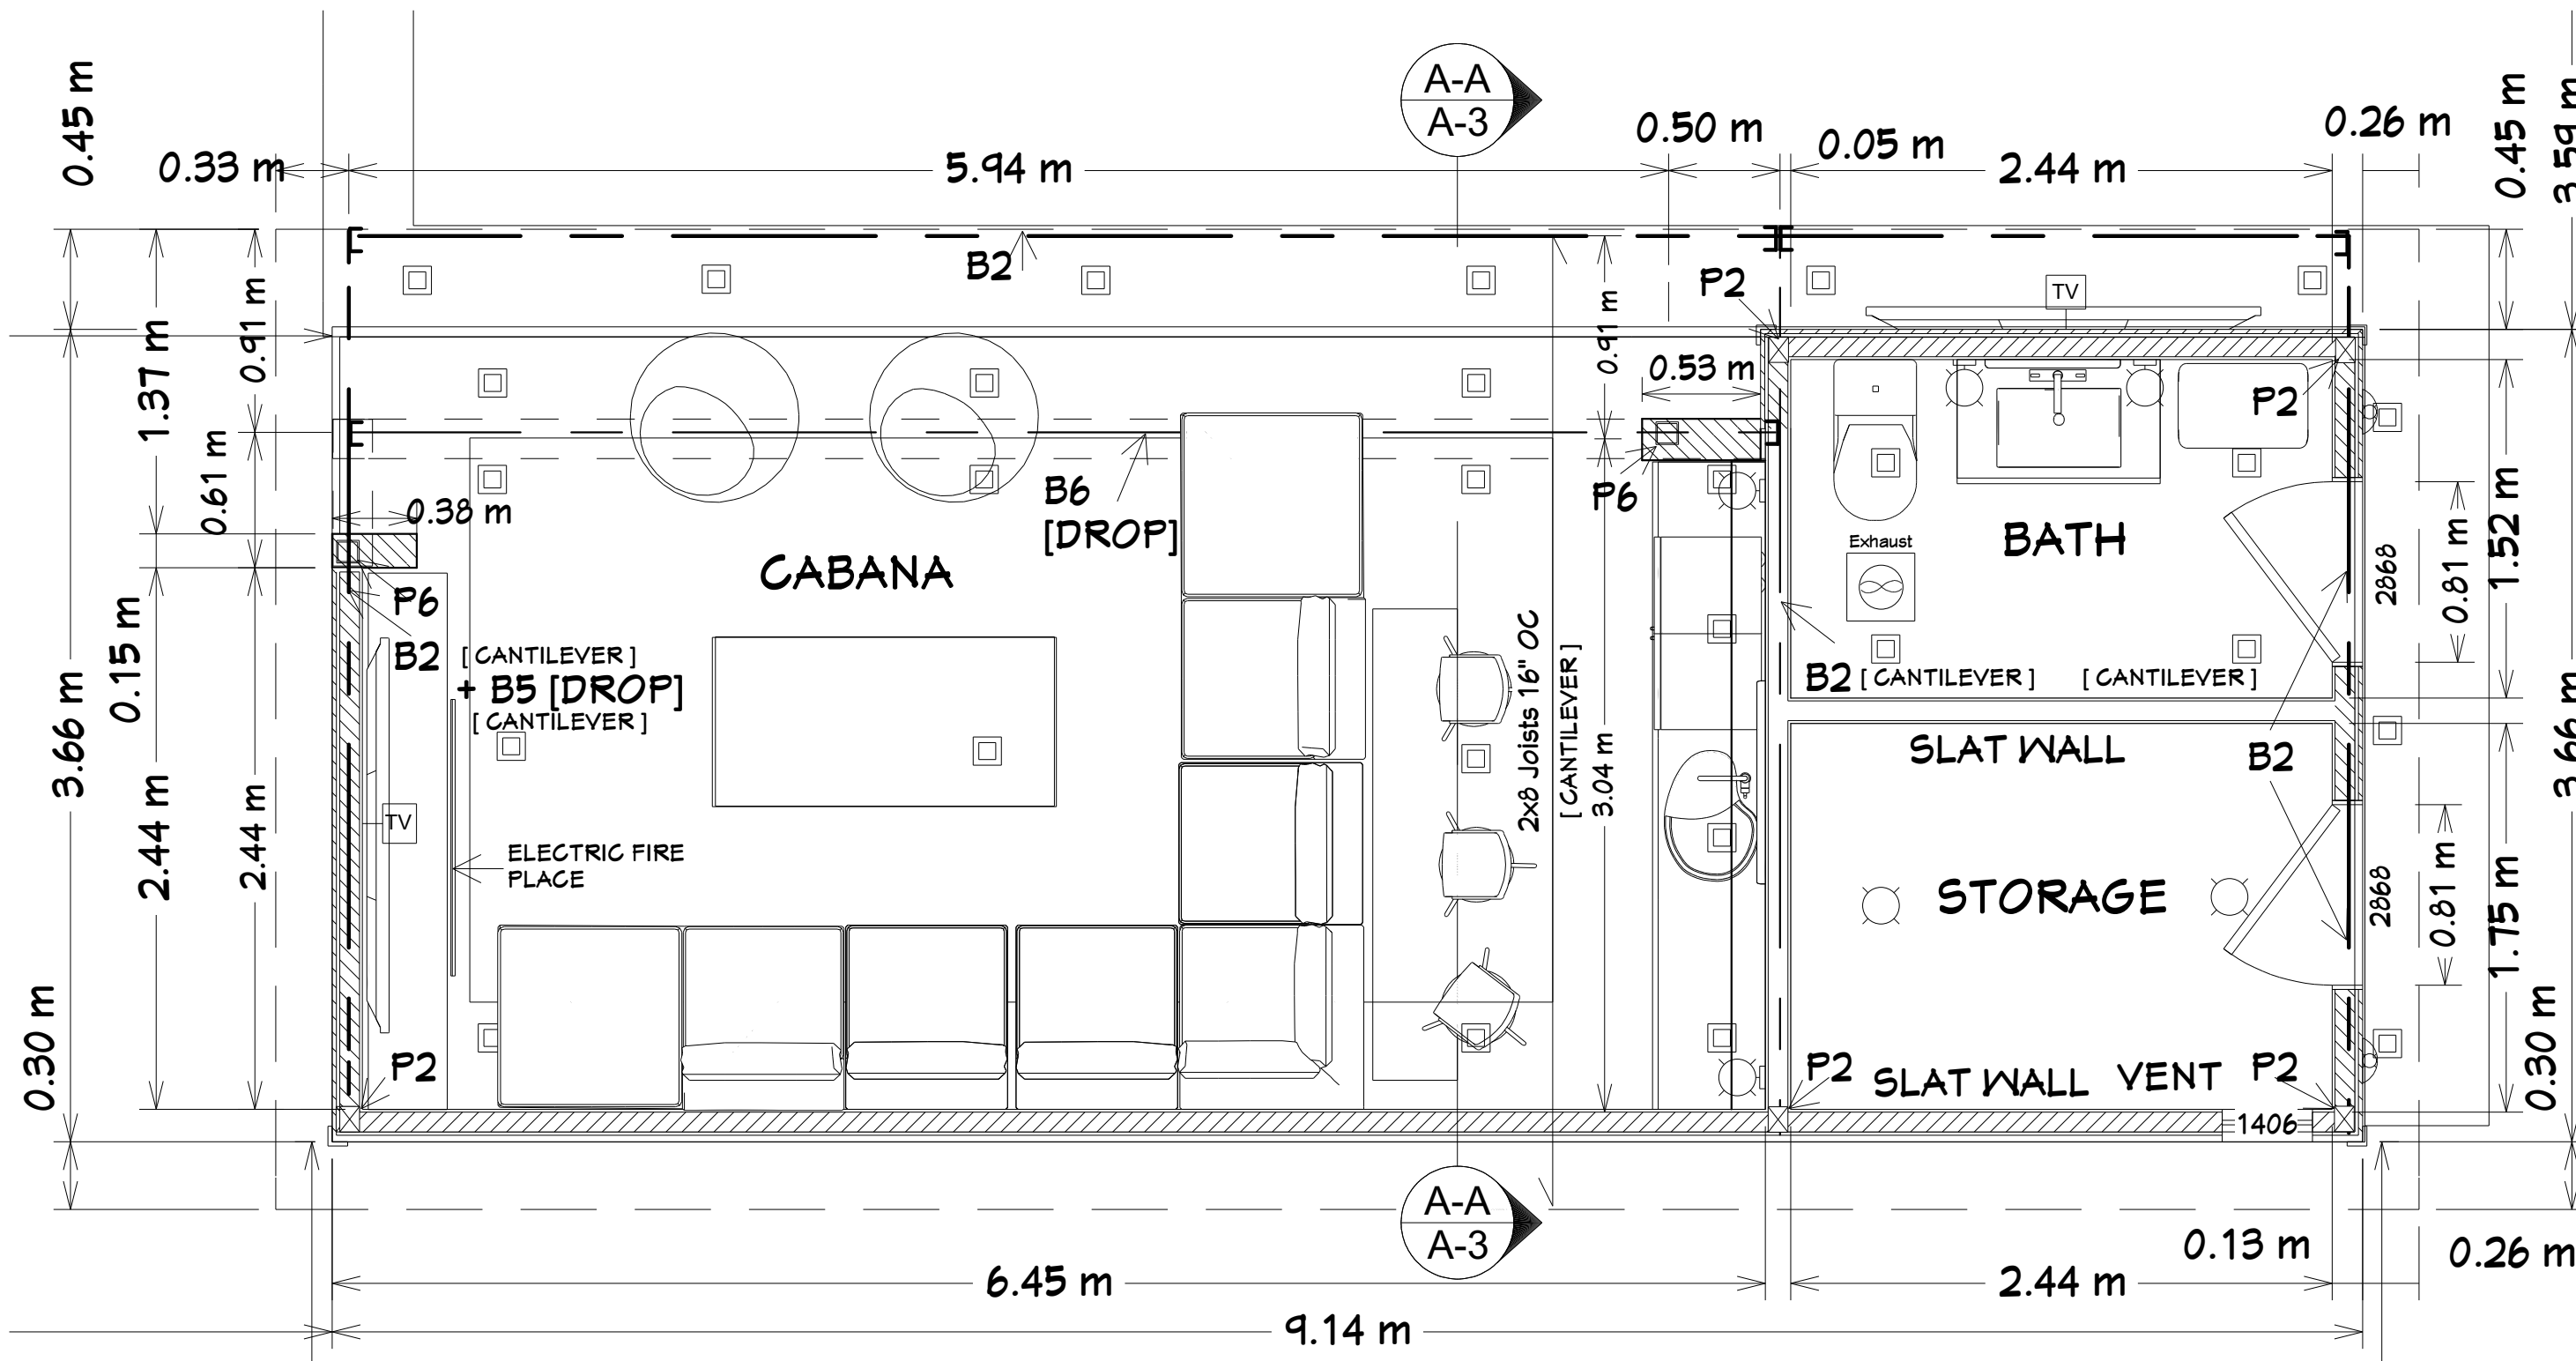 A-A
A-3
0.45 m
0.33 m
5.94 m
0.50 m
0.05 m
2.44 m
0.26 m
0.45 m
3.59 m
B2
P2
TV
0.91 m
1.37 m
0.91 m
0.53 m
P2
0.61 m
0.38 m
B6
[DROP]
P6
CABANA
BATH
Exhaust
2868
0.81 m
1.52 m
P6
B2
[ CANTILEVER ]
+ B5 [DROP]
[ CANTILEVER ]
2x8 Joists 16" OC
[ CANTILEVER ]
3.04 m
B2
[ CANTILEVER ]
[ CANTILEVER ]
0.15 m
3.66 m
2.44 m
2.44 m
TV
ELECTRIC FIRE
PLACE
SLAT WALL
B2
3.66 m
STORAGE
2868
0.81 m
1.75 m
0.30 m
P2
P2
SLAT WALL
VENT
P2
1406
0.30 m
A-A
A-3
0.13 m
0.26 m
6.45 m
2.44 m
9.14 m